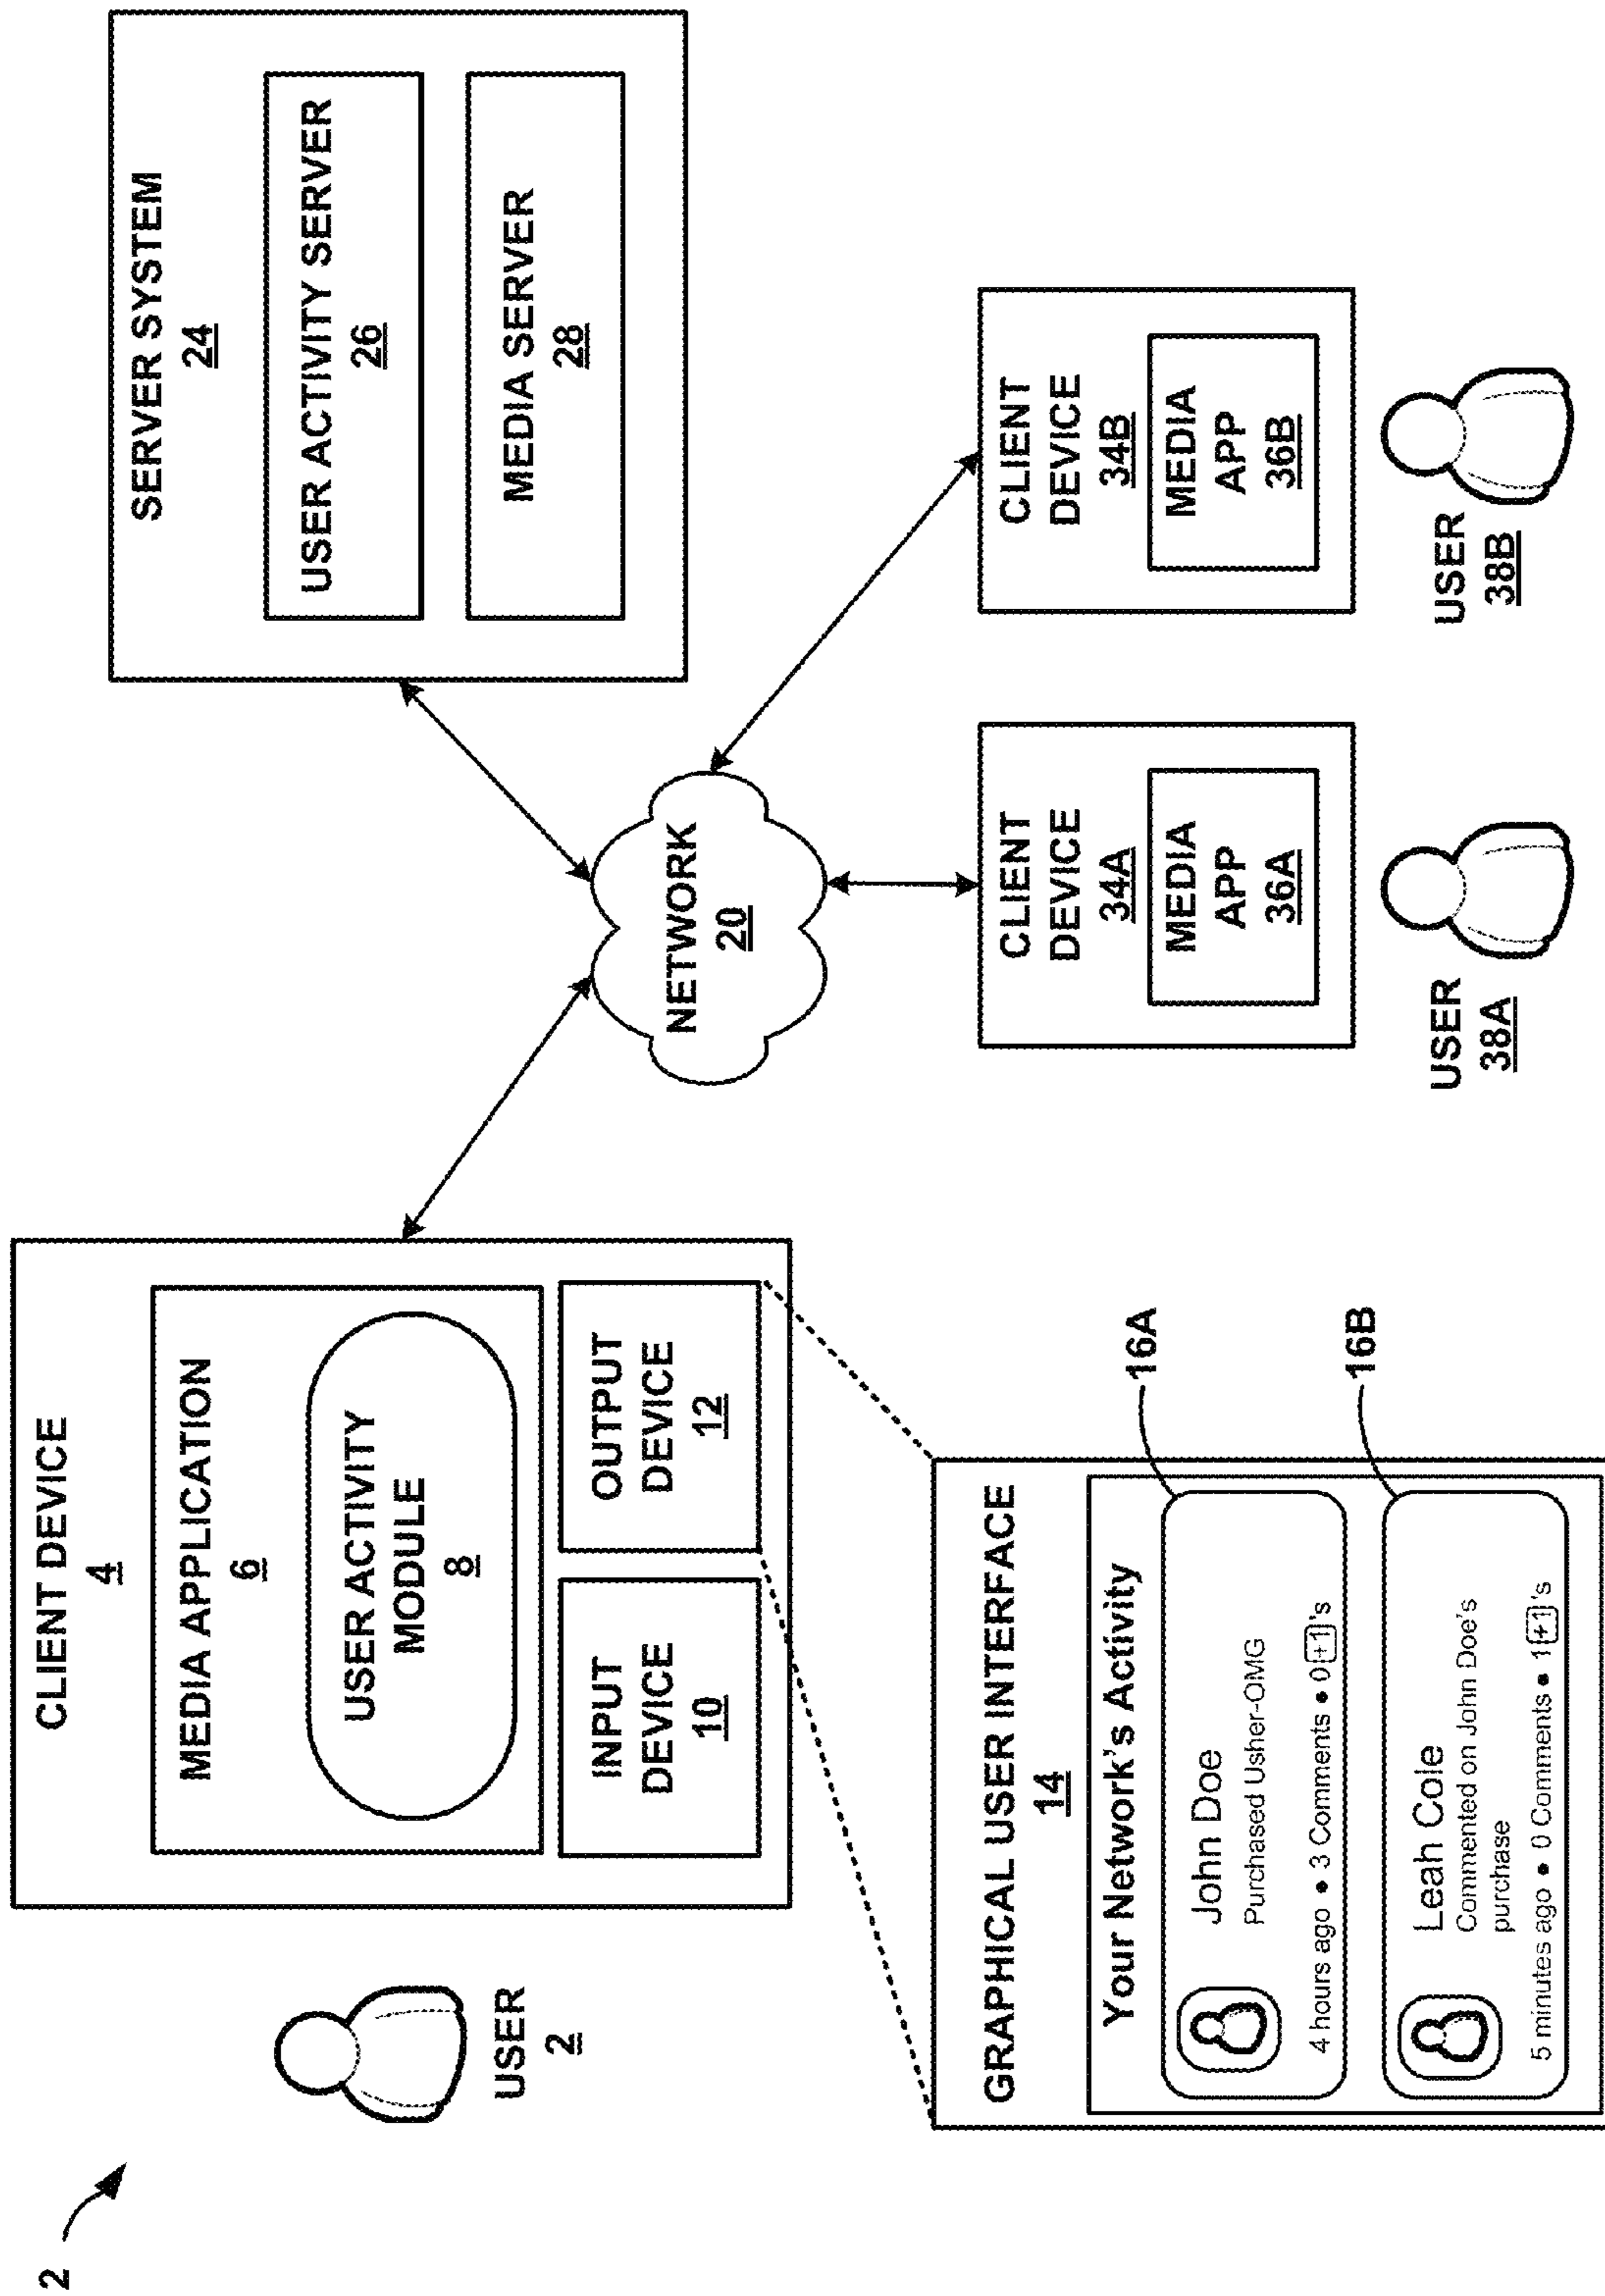 2
USER
2
CLIENT DEVICE
4
MEDIA APPLICATION
6
USER ACTIVITY
MODULE
8
INPUT
DEVICE
10
OUTPUT
DEVICE
12
GRAPHICAL USER INTERFACE
14
Your Network's Activity
John Doe
Purchased Usher-OMG
4 hours ago • 3 Comments • 0 +1's
16A
Leah Cole
Commented on John Doe's
purchase
5 minutes ago • 0 Comments • 1 +1's
16B
NETWORK
20
SERVER SYSTEM
24
USER ACTIVITY SERVER
26
MEDIA SERVER
28
CLIENT
DEVICE
34A
MEDIA
APP
36A
USER
38A
CLIENT
DEVICE
34B
MEDIA
APP
36B
USER
38B